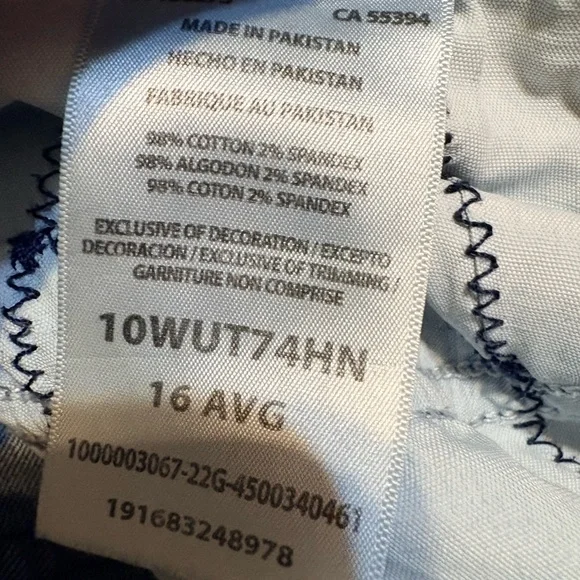 CA 55394
MADE IN PAKISTAN
HECHO EN PAKISTAN
FABRIQUE AU PAKISTAN
98% COTTON 2% SPANDEX
98% ALGODON 2% SPANDEX
98% COTON 2% SPANDEX
EXCLUSIVE OF DECORATION / EXCEPTO
DECORACION / EXCLUSIVE OF TRIMMING /
GARNITURE NON COMPRISE
10WUT74HN
16 AVG
1000003067-22G-4500340461
191683248978